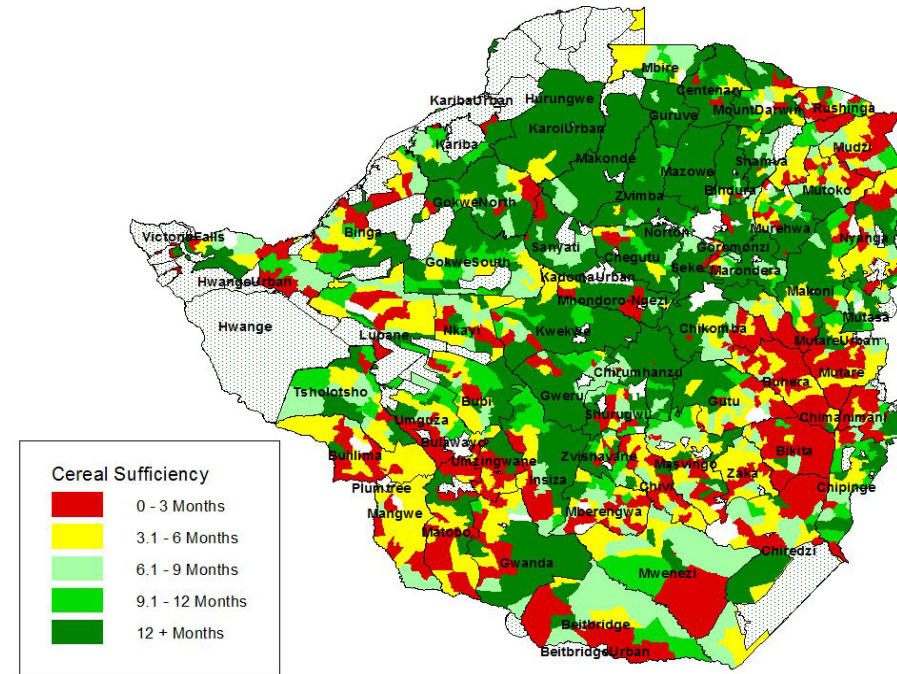 Mbire
Centenary
KaribaUrban
Hurungwe
MountDarwin
Rushinga
Guruve
KaroiUrban
Kariba
Mudzi
Makonde
Shamva
Mazowe
Bindura
Mutoko
Zvimba
GokweNorth
Murehwa
VictoriaFalls
Binga
Norton
Nyanga
Sanyati
Goromonzi
Chegutu
GokweSouth
Seke
Marondera
HwangeUrban
KadomaUrban
Makoni
Mhondoro-Ngezi
Mutasa
Hwange
Lupane
Nkayi
Kwekwe
Chikomba
MutareUrban
Chirumhanzu
Mutare
Buhera
Tsholotsho
Bubi
Gweru
Gutu
Shurugwi
Umguza
Chimanimani
Bulawayo
Bikita
Bulilima
Umzingwane
Zvishavane
Masvingo
Zaka
Insiza
Chivi
Plumtree
Chipinge
Mangwe
Mberengwa
Matobo
Chiredzi
Gwanda
Mwenezi
Beitbridge
BeitbridgeUrban
Cereal Sufficiency
0 - 3 Months
3.1 - 6 Months
6.1 - 9 Months
9.1 - 12 Months
12 + Months